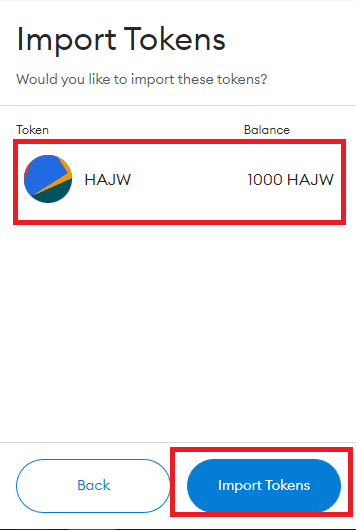 Import Tokens
Would you like to import these tokens?
Token Balance
HAJW 1000 HAJW
Back Import Tokens